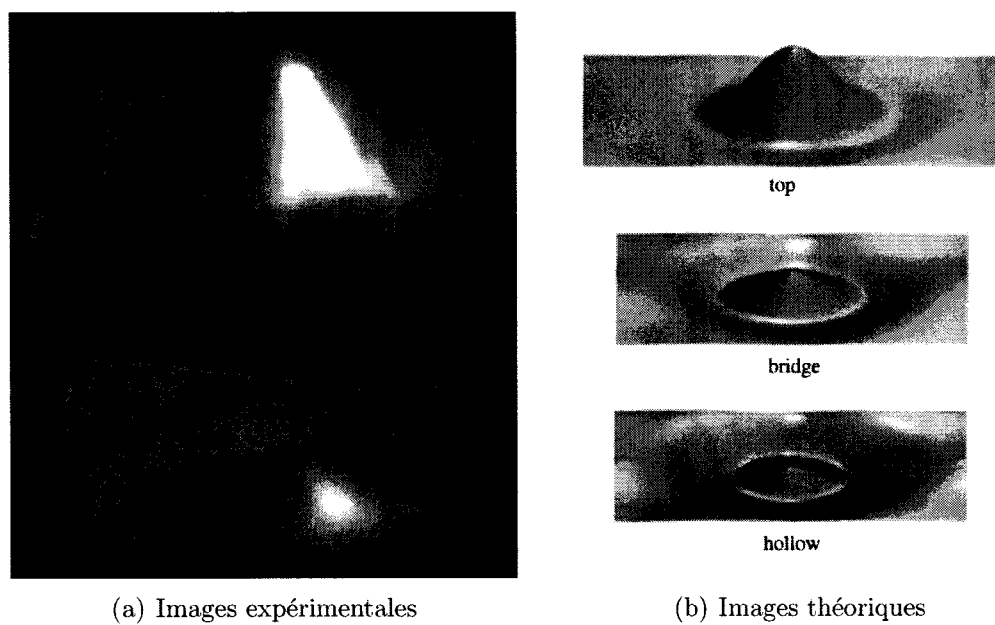 top
bridge
hollow
(a) Images expérimentales
(b) Images théoriques